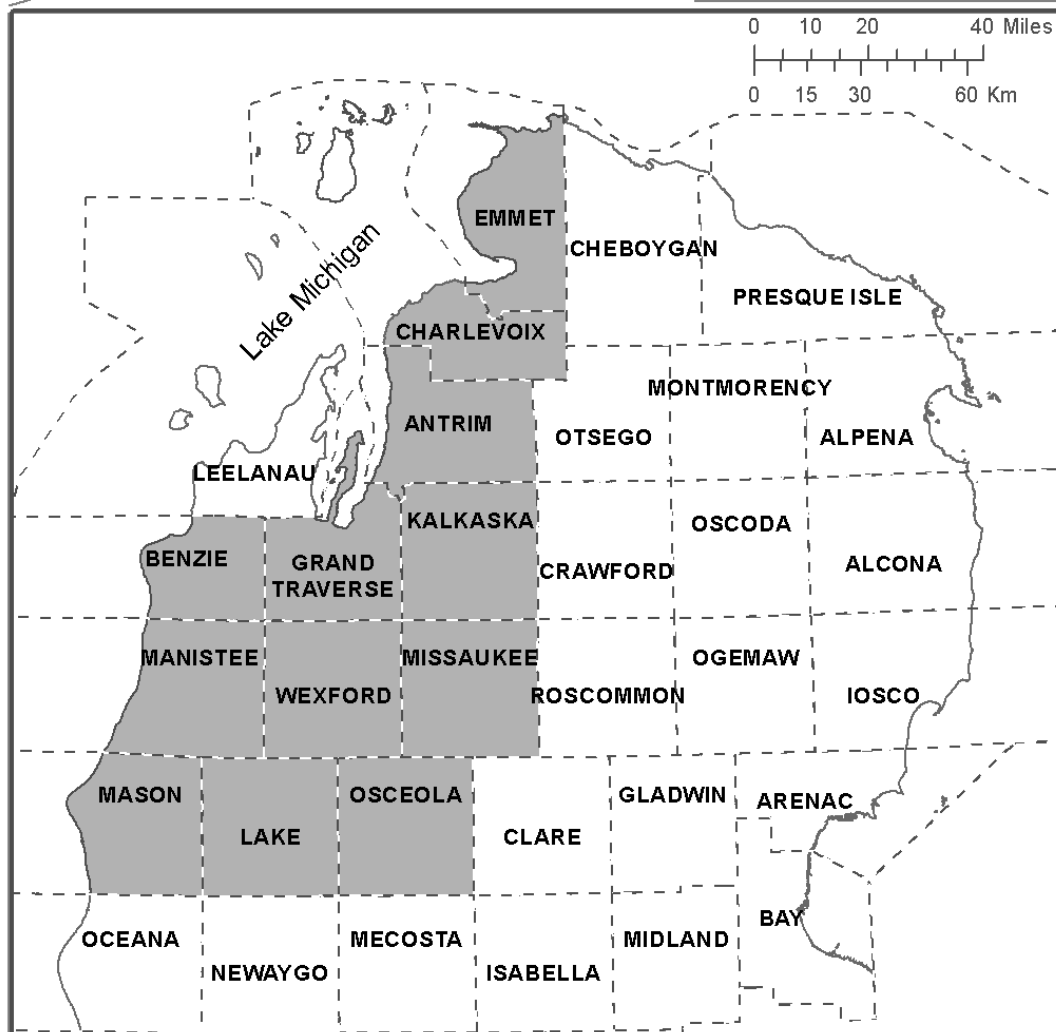 0 10 20 40 Miles
0 15 30 60 Km
EMMET
CHEBOYGAN
PRESQUE ISLE
Lake Michigan
CHARLEVOIX
MONTMORENCY
ANTRIM
OTSEGO
ALPENA
LEELANAU
KALKASKA
OSCODA
BENZIE
GRAND
TRAVERSE
CRAWFORD
ALCONA
MANISTEE
MISSAUKEE
OGEMAW
WEXFORD
ROSCOMMON
IOSCO
MASON
OSCEOLA
GLADWIN
ARENAC
LAKE
CLARE
BAY
OCEANA
MECOSTA
MIDLAND
NEWAYGO
ISABELLA